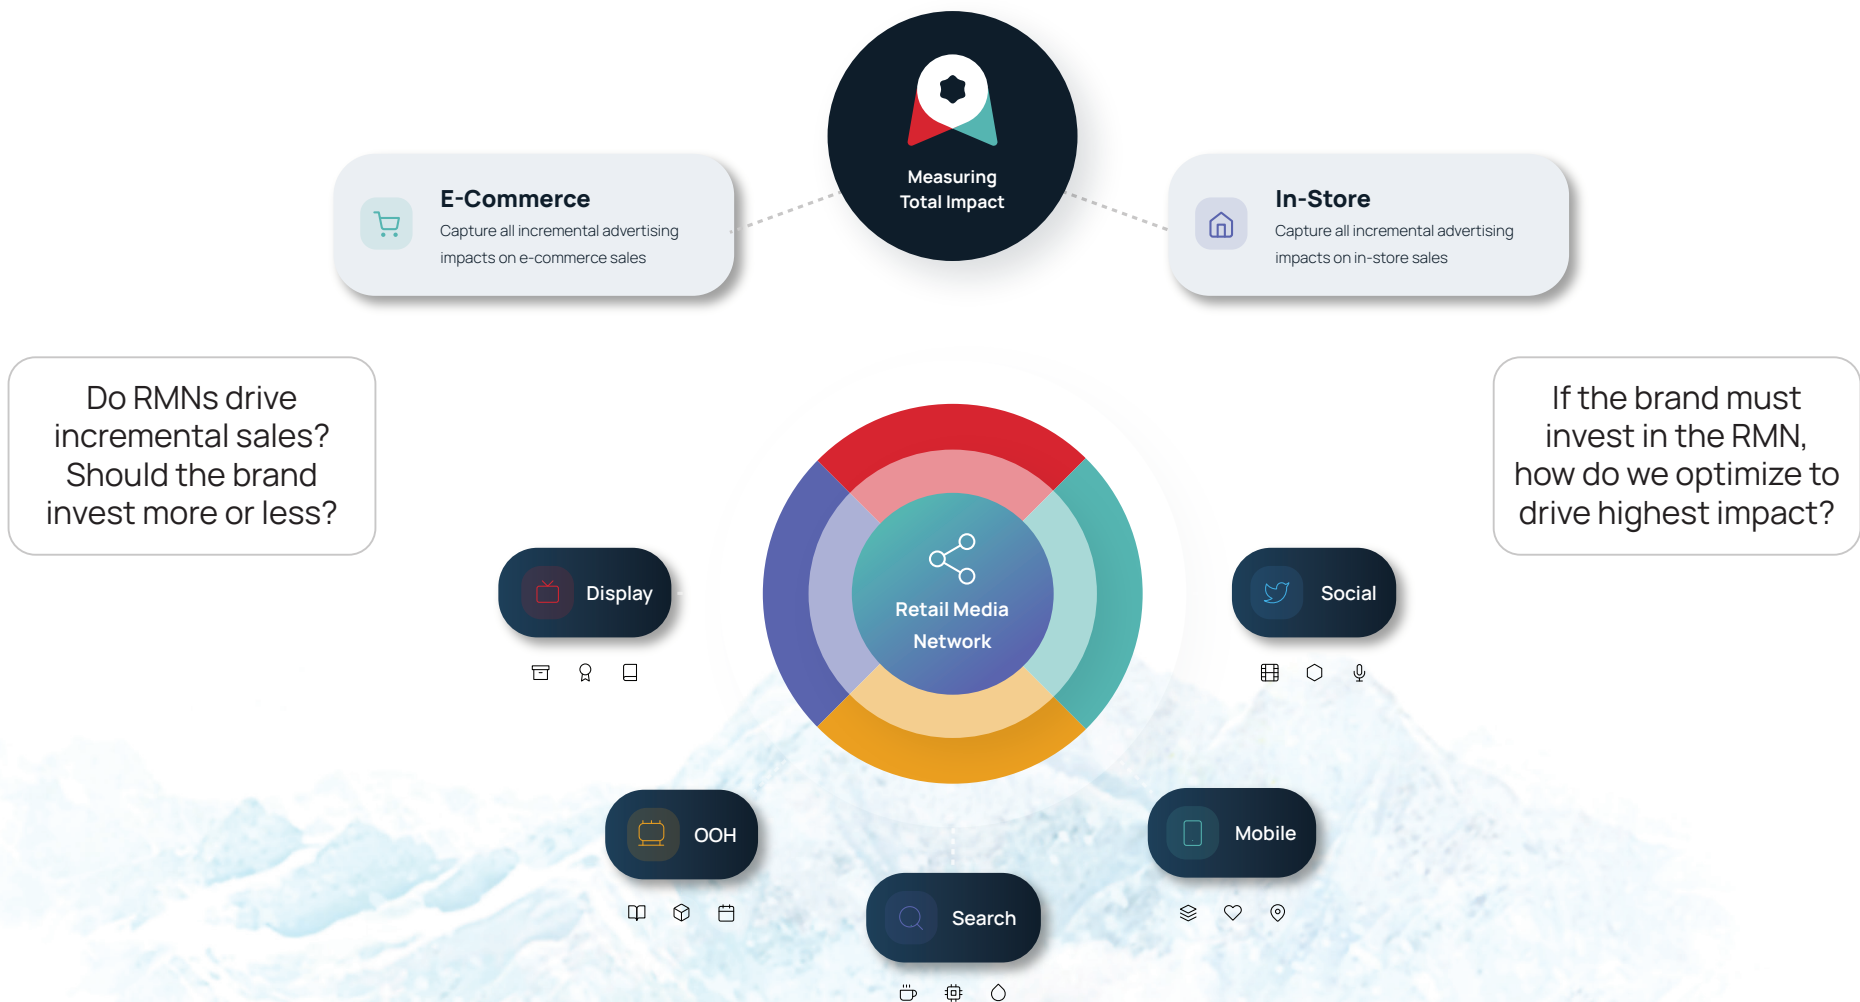 Measuring
Total Impact
E-Commerce
Capture all incremental advertising
impacts on e-commerce sales
In-Store
Capture all incremental advertising
impacts on in-store sales
Do RMNs drive
incremental sales?
Should the brand
invest more or less?
If the brand must
invest in the RMN,
how do we optimize to
drive highest impact?
Retail Media
Network
Display
Social
OOH
Mobile
Search